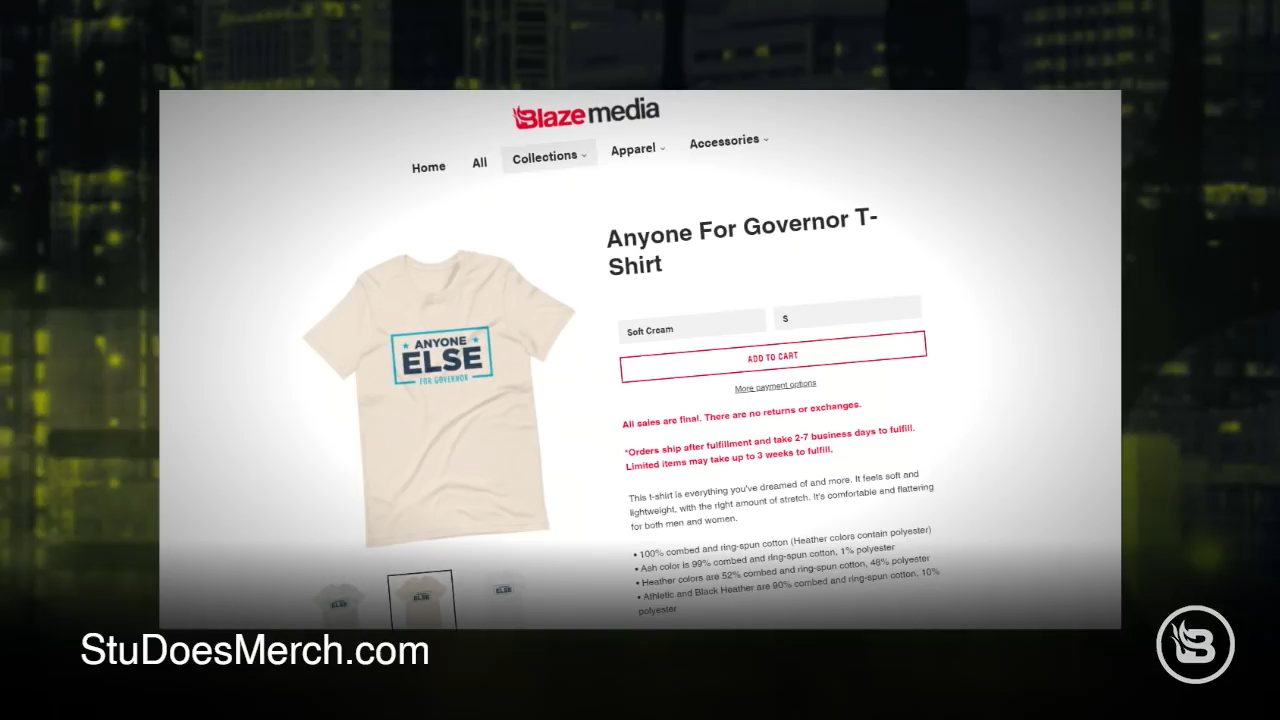 Blaze media
Home All Collections Apparel Accessories
Anyone For Governor T-
Shirt
ANYONE
ELSE
FOR GOVERNOR
Soft Cream S
ADD TO CART
More payment options
All sales are final. There are no returns or exchanges.
*Orders ship after fulfillment and take 2-7 business days to fulfill.
Limited items may take up to 3 weeks to fulfill.
This t-shirt is everything you've dreamed of and more. It feels soft and
lightweight, with the right amount of stretch. It's comfortable and flattering
for both men and women.
• 100% combed and ring-spun cotton (Heather colors contain polyester)
• Ash color is 99% combed and ring-spun cotton, 1% polyester
• Heather colors are 52% combed and ring-spun cotton, 48% polyester
• Athletic and Black Heather are 90% combed and ring-spun cotton, 10%
polyester
ELSE
ELSE
ELSE
StuDoesMerch.com
B